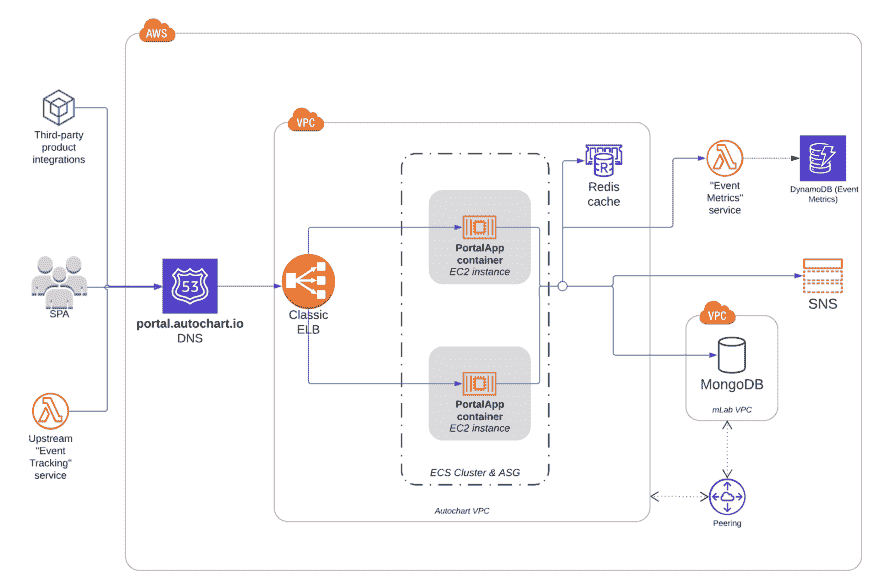 AWS
Third-party
product
integrations
SPA
Upstream
"Event
Tracking"
service
53
portal.autochart.io
DNS
VPC
Classic
ELB
PortalApp
container
EC2 instance
PortalApp
container
EC2 instance
ECS Cluster & ASG
Autochart VPC
R
Redis
cache
"Event
Metrics"
service
DynamoDB (Event
Metrics)
SNS
VPC
MongoDB
mLab VPC
Peering